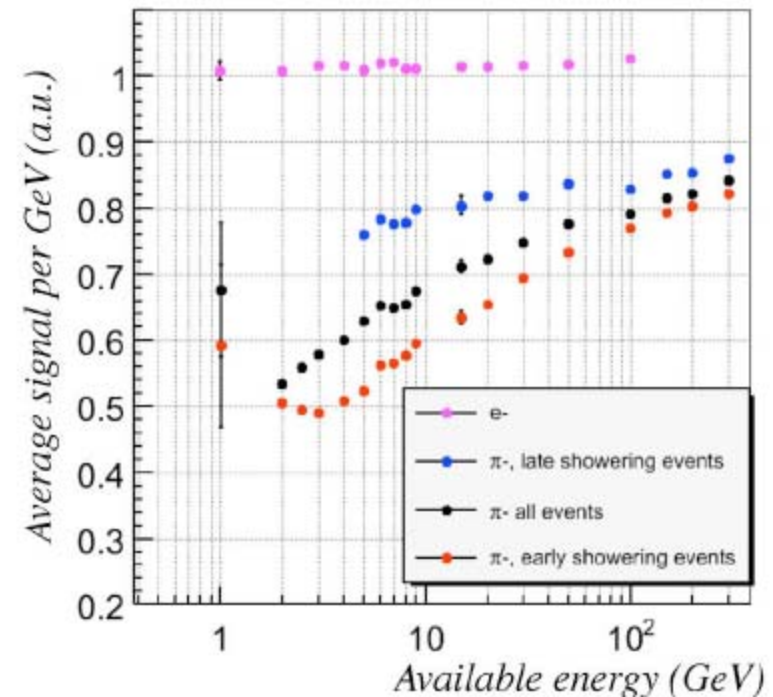 Average signal per GeV (a.u.)
1
0.9
0.8
0.7
0.6
0.5
0.4
0.3
0.2
e-
π-, late showering events
π- all events
π-, early showering events
1 10 10²
Available energy (GeV)